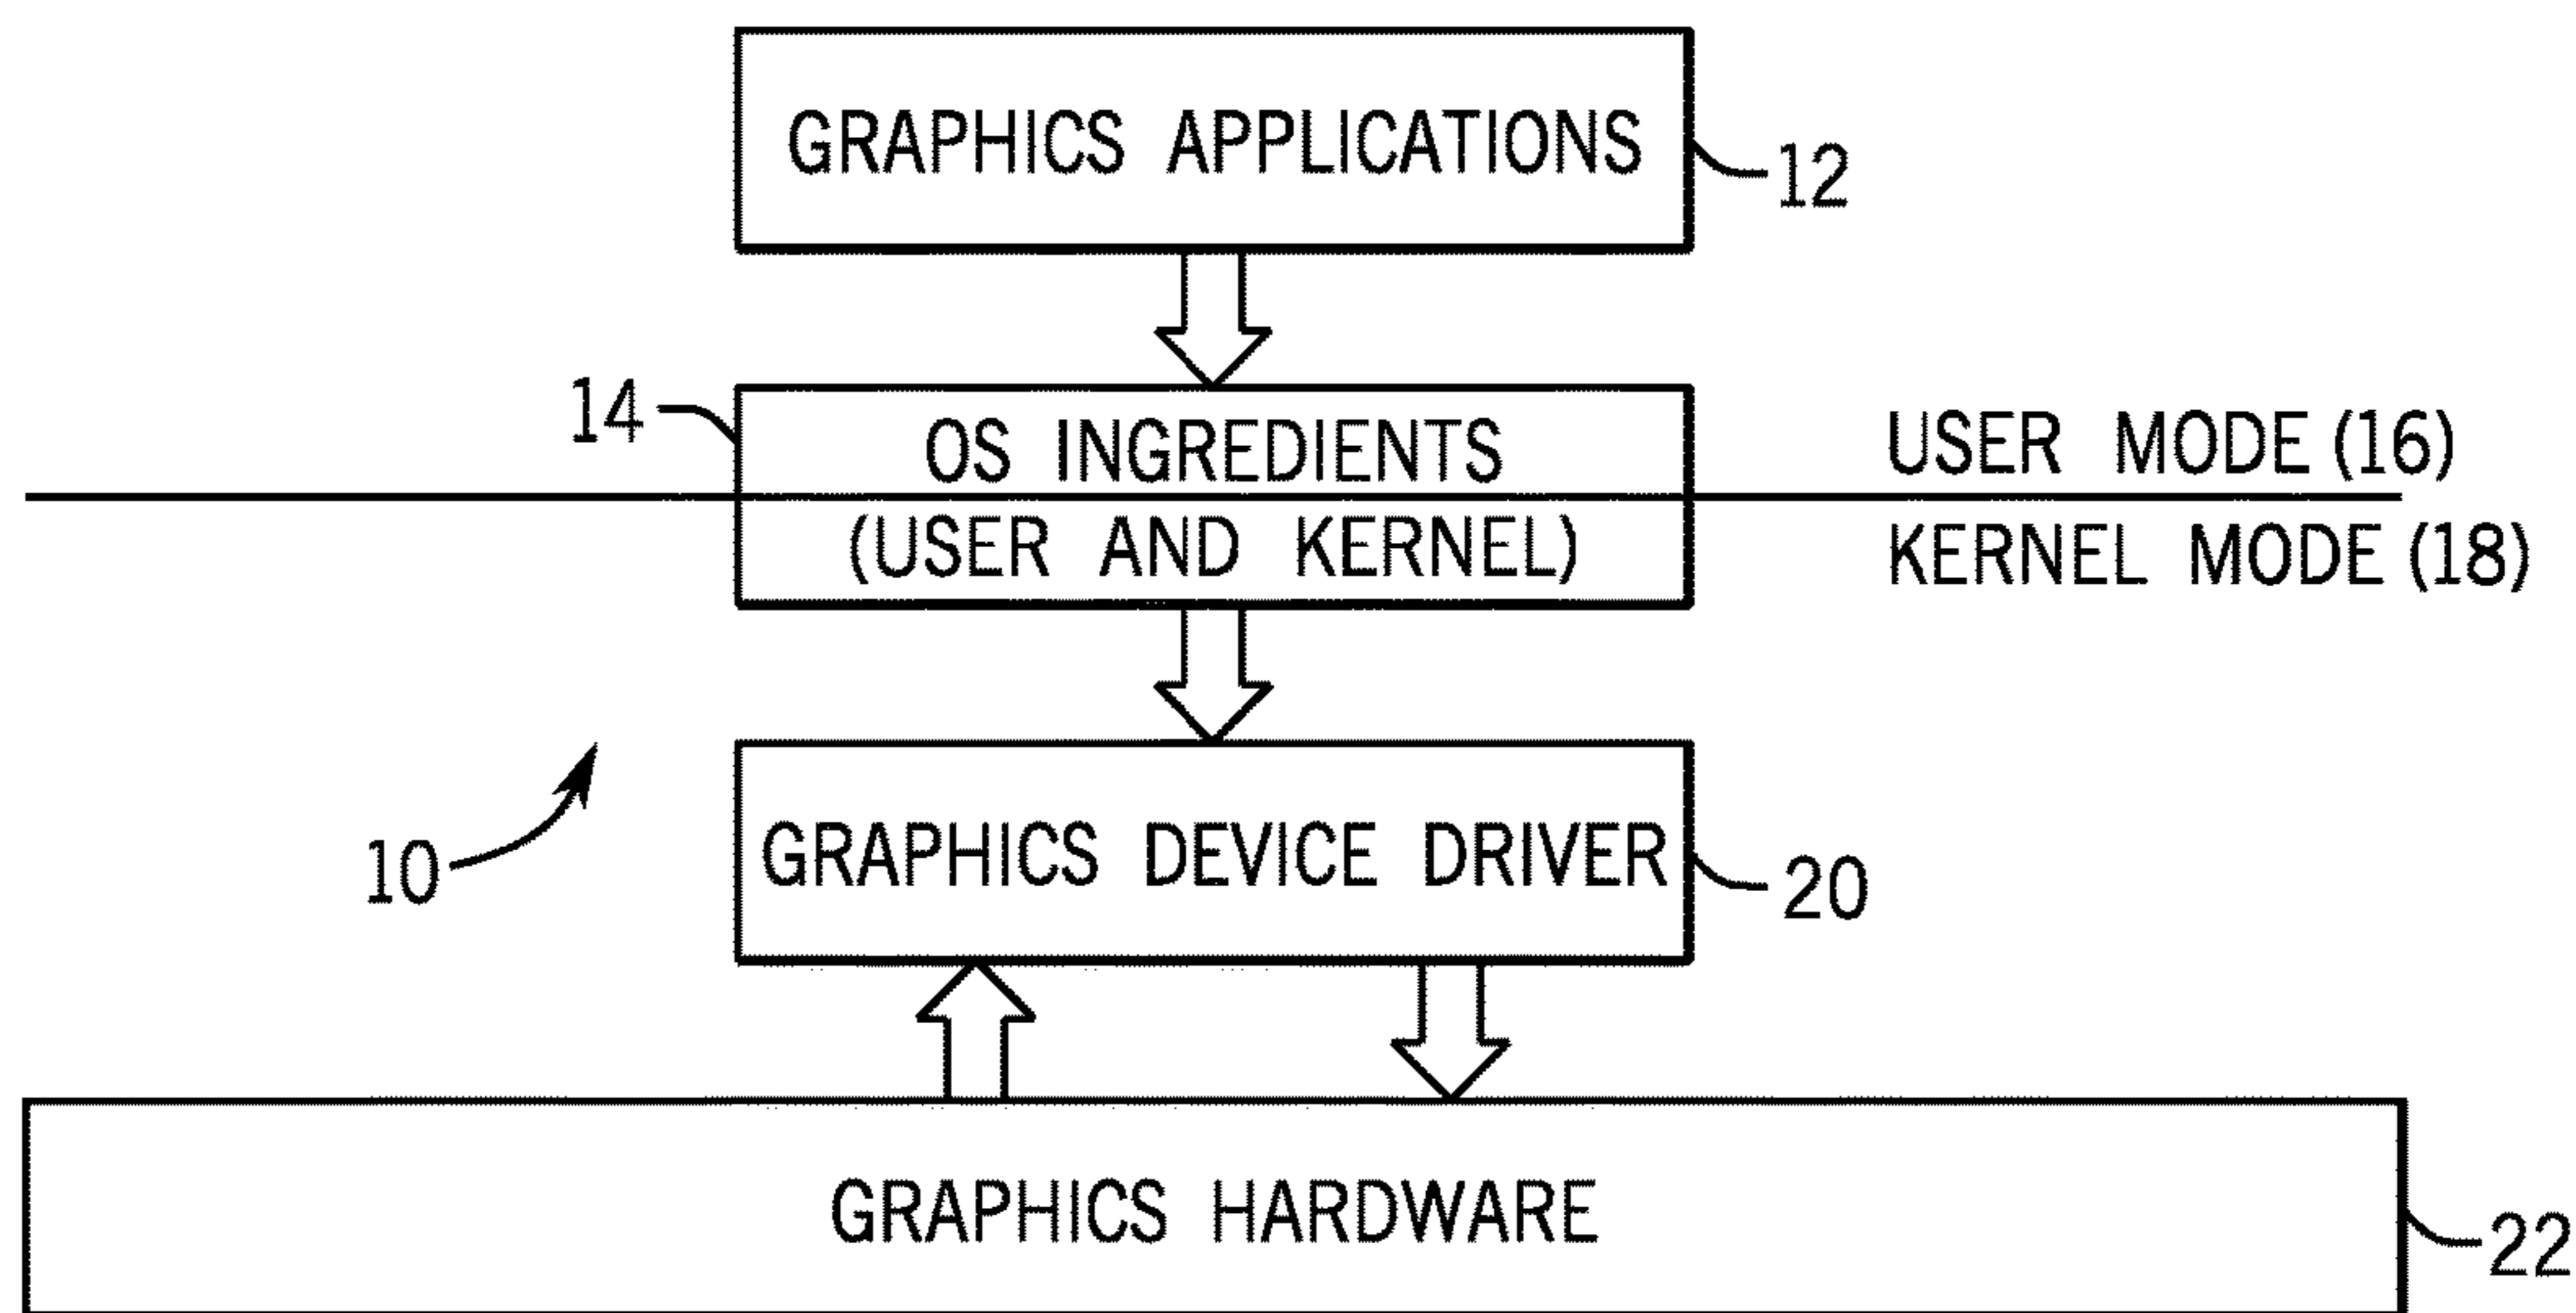 GRAPHICS APPLICATIONS
12
14
OS INGREDIENTS
(USER AND KERNEL)
USER MODE (16)
KERNEL MODE (18)
10
GRAPHICS DEVICE DRIVER
20
GRAPHICS HARDWARE
22